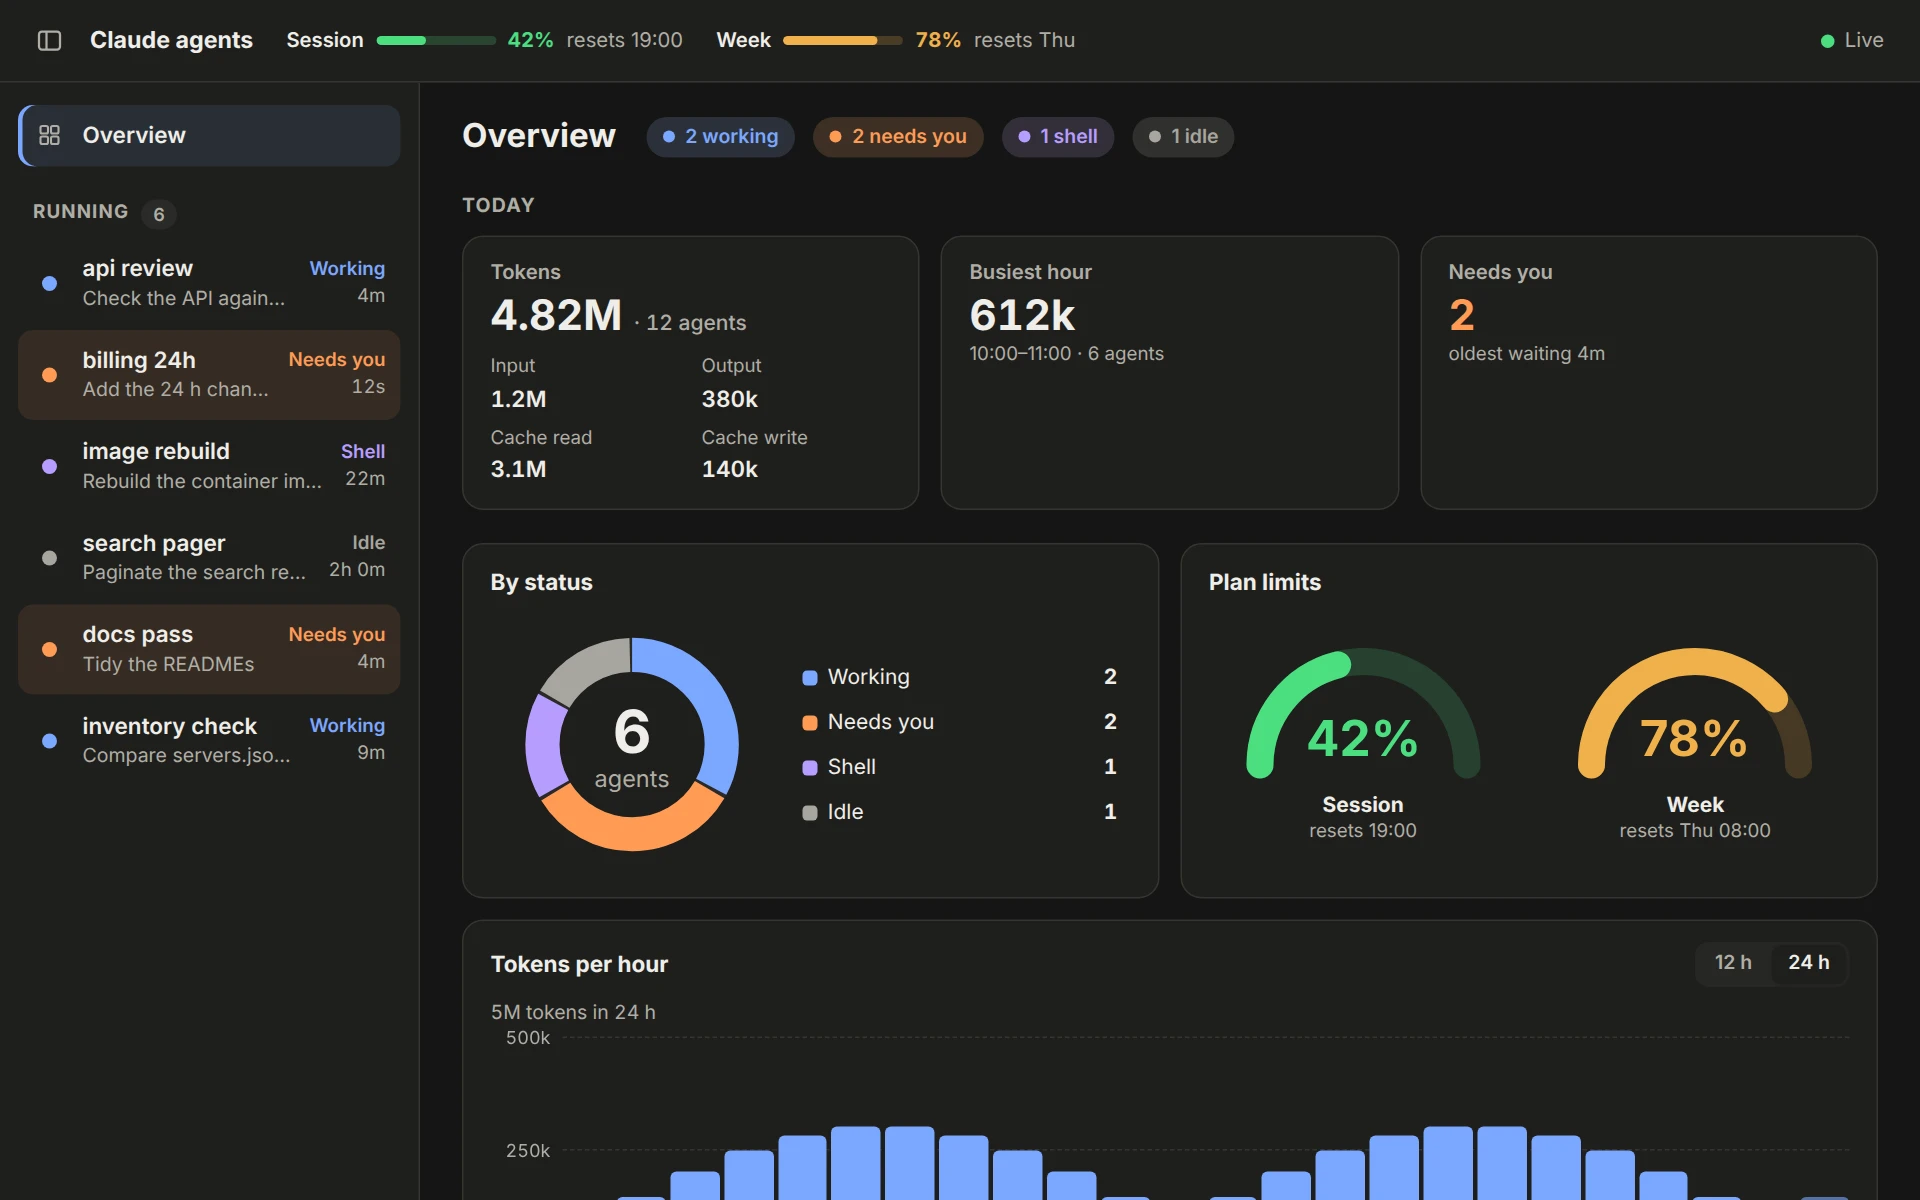 Claude agents
Session 42% resets 19:00
Week 78% resets Thu
Live
Overview
RUNNING 6
api review Working
Check the API again... 4m
billing 24h Needs you
Add the 24 h chan... 12s
image rebuild Shell
Rebuild the container im... 22m
search pager Idle
Paginate the search re... 2h 0m
docs pass Needs you
Tidy the READMEs 4m
inventory check Working
Compare servers.jso... 9m
Overview
2 working
2 needs you
1 shell
1 idle
TODAY
Tokens
4.82M · 12 agents
Input Output
1.2M 380k
Cache read Cache write
3.1M 140k
Busiest hour
612k
10:00–11:00 · 6 agents
Needs you
2
oldest waiting 4m
By status
6
agents
Working 2
Needs you 2
Shell 1
Idle 1
Plan limits
42%
Session
resets 19:00
78%
Week
resets Thu 08:00
Tokens per hour
12 h 24 h
5M tokens in 24 h
500k
250k